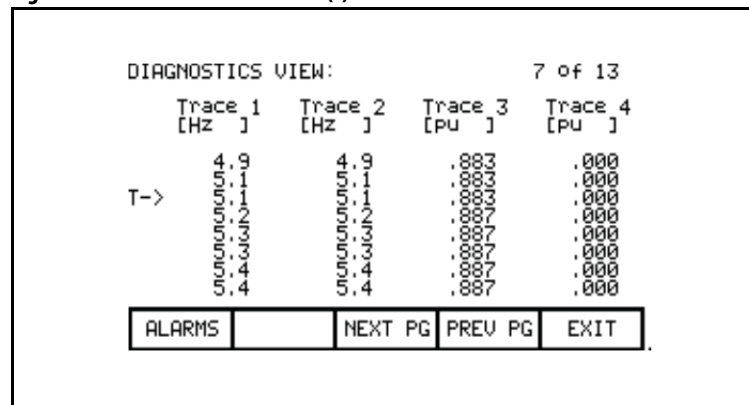 DIAGNOSTICS VIEW: 7 of 13
Trace 1 Trace 2 Trace 3 Trace 4
[Hz ] [Hz ] [pu ] [pu ]
4.9 4.9 .883 .000
5.1 5.1 .883 .000
T-> 5.1 5.1 .883 .000
5.2 5.2 .887 .000
5.3 5.3 .887 .000
5.3 5.3 .887 .000
5.4 5.4 .887 .000
5.4 5.4 .887 .000
ALARMS NEXT PG PREV PG EXIT